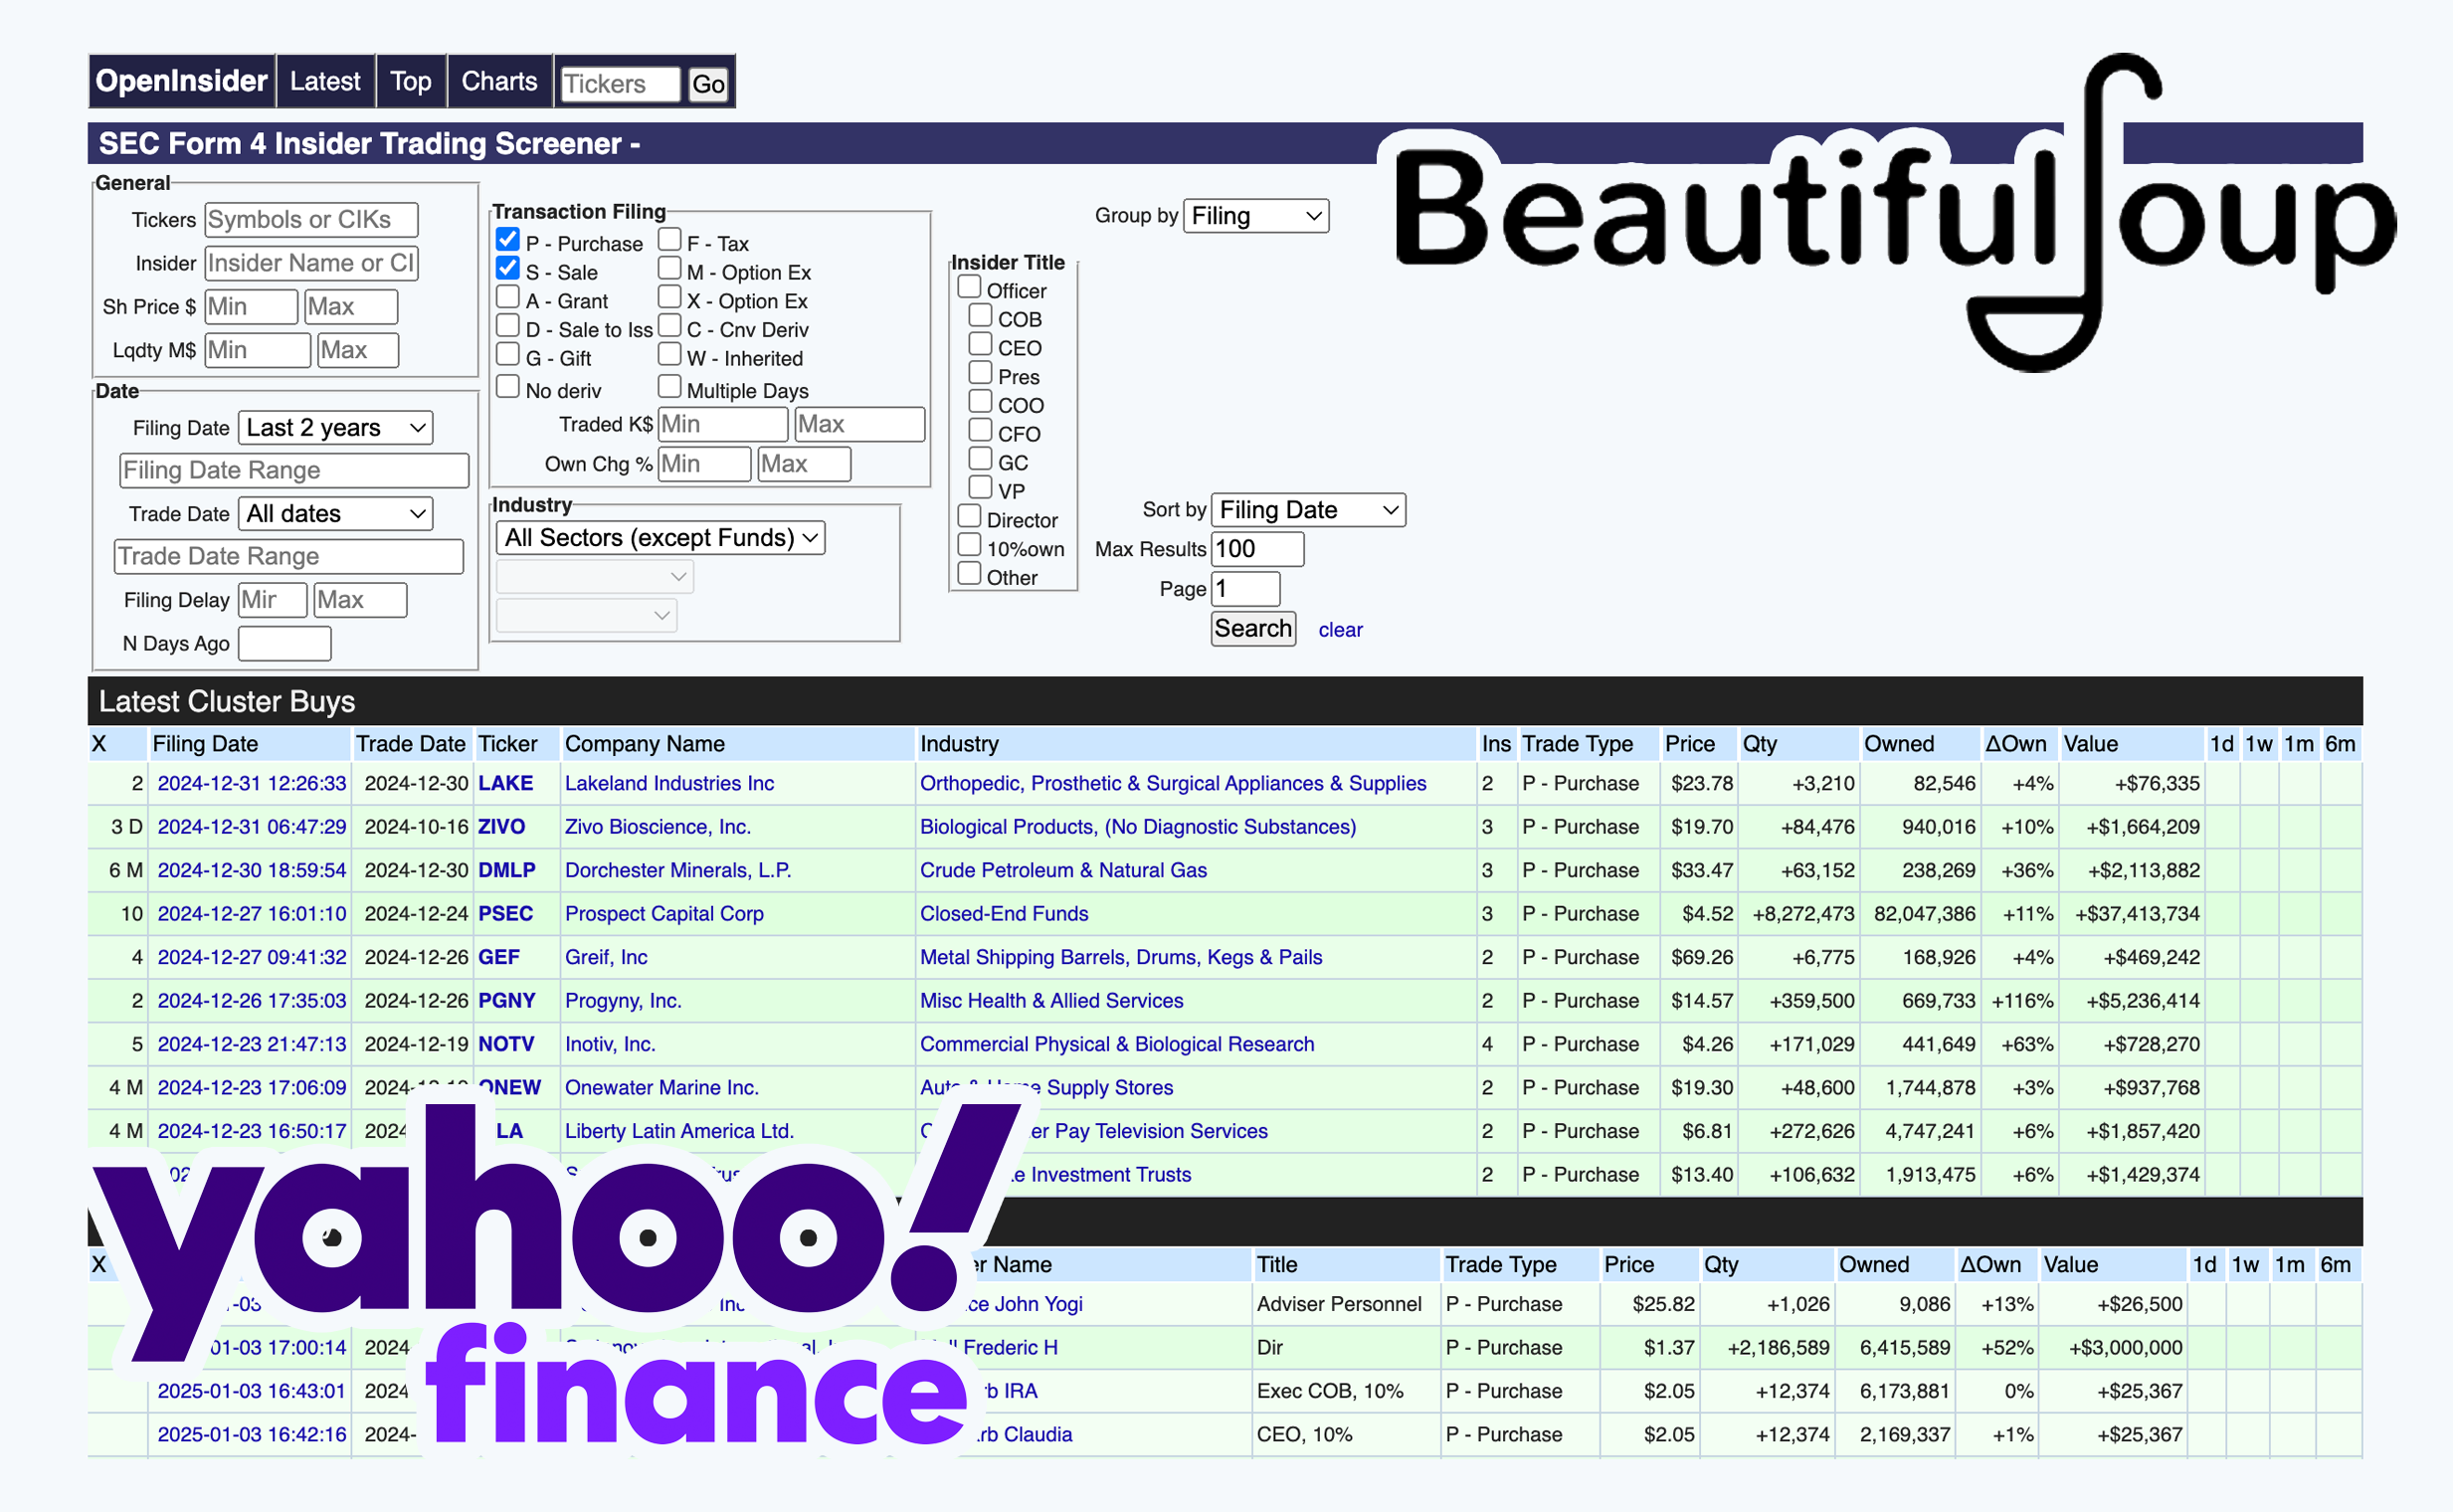 OpenInsider Latest Top Charts Tickers Go
SEC Form 4 Insider Trading Screener -
BeautifulSoup
General
Tickers Symbols or CIKs
Insider Insider Name or CI
Sh Price $ Min Max
Lqdty M$ Min Max
Date
Filing Date Last 2 years
Filing Date Range
Trade Date All dates
Trade Date Range
Filing Delay Mir Max
N Days Ago
Transaction Filing
P - Purchase F - Tax
S - Sale M - Option Ex
A - Grant X - Option Ex
D - Sale to Iss C - Cnv Deriv
G - Gift W - Inherited
No deriv Multiple Days
Traded K$ Min Max
Own Chg % Min Max
Industry
All Sectors (except Funds)
Insider Title
Officer
COB
CEO
Pres
COO
CFO
GC
VP
Director
10%own
Other
Group by Filing
Sort by Filing Date
Max Results 100
Page 1
Search clear
Latest Cluster Buys
X Filing Date Trade Date Ticker Company Name Industry Ins Trade Type Price Qty Owned ΔOwn Value 1d 1w 1m 6m
2 2024-12-31 12:26:33 2024-12-30 LAKE Lakeland Industries Inc Orthopedic, Prosthetic & Surgical Appliances & Supplies 2 P - Purchase $23.78 +3,210 82,546 +4% +$76,335
3 D 2024-12-31 06:47:29 2024-10-16 ZIVO Zivo Bioscience, Inc. Biological Products, (No Diagnostic Substances) 3 P - Purchase $19.70 +84,476 940,016 +10% +$1,664,209
6 M 2024-12-30 18:59:54 2024-12-30 DMLP Dorchester Minerals, L.P. Crude Petroleum & Natural Gas 3 P - Purchase $33.47 +63,152 238,269 +36% +$2,113,882
10 2024-12-27 16:01:10 2024-12-24 PSEC Prospect Capital Corp Closed-End Funds 3 P - Purchase $4.52 +8,272,473 82,047,386 +11% +$37,413,734
4 2024-12-27 09:41:32 2024-12-26 GEF Greif, Inc Metal Shipping Barrels, Drums, Kegs & Pails 2 P - Purchase $69.26 +6,775 168,926 +4% +$469,242
2 2024-12-26 17:35:03 2024-12-26 PGNY Progyny, Inc. Misc Health & Allied Services 2 P - Purchase $14.57 +359,500 669,733 +116% +$5,236,414
5 2024-12-23 21:47:13 2024-12-19 NOTV Inotiv, Inc. Commercial Physical & Biological Research 4 P - Purchase $4.26 +171,029 441,649 +63% +$728,270
4 M 2024-12-23 17:06:09 ONEW Onewater Marine Inc. Auto & Home Supply Stores 2 P - Purchase $19.30 +48,600 1,744,878 +3% +$937,768
4 M 2024-12-23 16:50:17 2024 LA Liberty Latin America Ltd. Pay Television Services 2 P - Purchase $6.81 +272,626 4,747,241 +6% +$1,857,420
Investment Trusts 2 P - Purchase $13.40 +106,632 1,913,475 +6% +$1,429,374
yahoo!
finance
X Name Title Trade Type Price Qty Owned ΔOwn Value 1d 1w 1m 6m
John Yogi Adviser Personnel P - Purchase $25.82 +1,026 9,086 +13% +$26,500
01-03 17:00:14 2024 Frederic H Dir P - Purchase $1.37 +2,186,589 6,415,589 +52% +$3,000,000
2025-01-03 16:43:01 2024 IRA Exec COB, 10% P - Purchase $2.05 +12,374 6,173,881 0% +$25,367
2025-01-03 16:42:16 2024- Claudia CEO, 10% P - Purchase $2.05 +12,374 2,169,337 +1% +$25,367